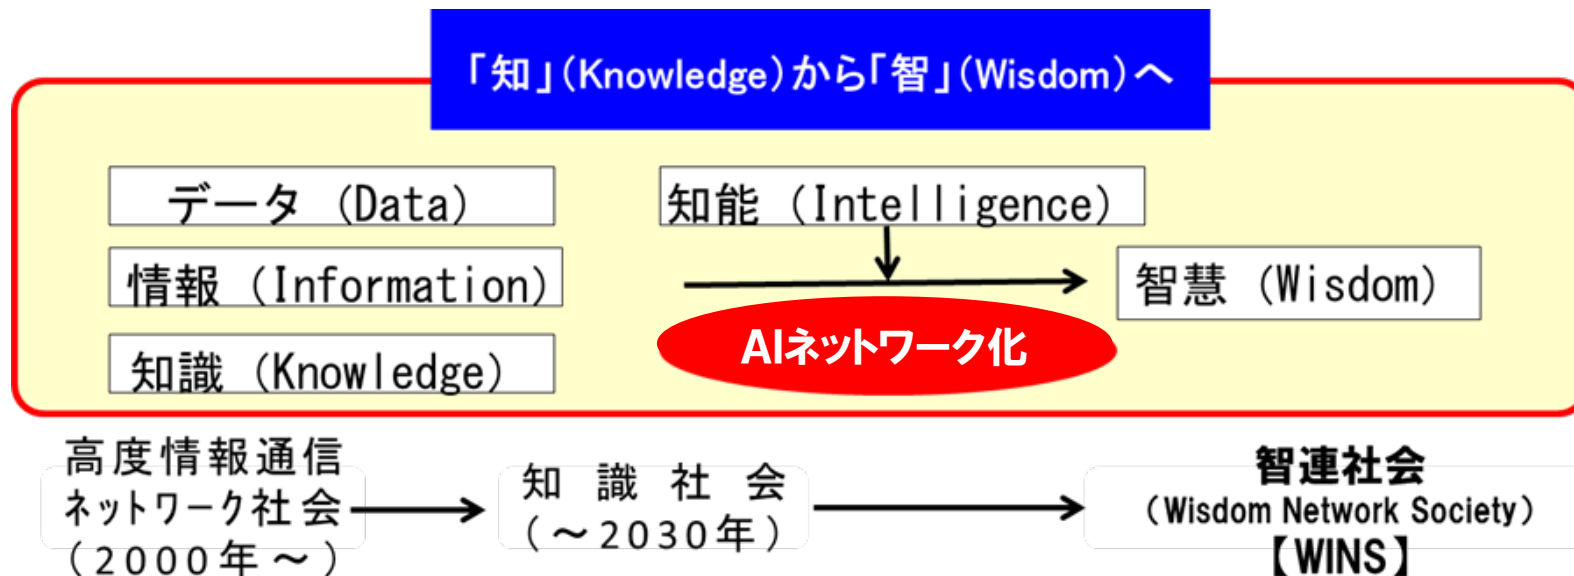 「知」(Knowledge)から「智」(Wisdom)へ
データ (Data)
知能 (Intelligence)
情報 (Information)
智慧 (Wisdom)
AIネットワーク化
知識 (Knowledge)
高度情報通信
ネットワーク社会
(2000年～)
知識社会
(～2030年)
智連社会
(Wisdom Network Society)
【WINS】